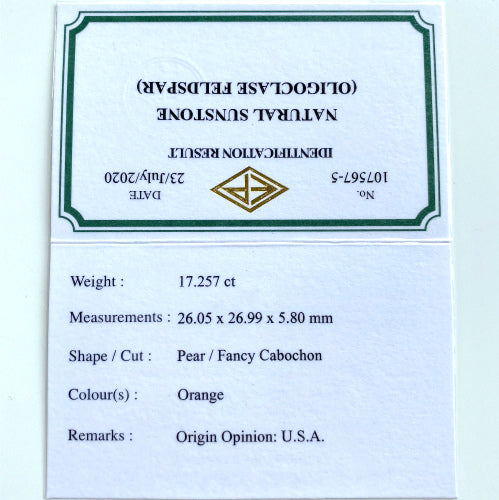 No. 107567-5
DATE 23/July/2020
IDENTIFICATION RESULT
NATURAL SUNSTONE
(OLIGOCLASE FELDSPAR)
Weight : 17.257 ct
Measurements : 26.05 x 26.99 x 5.80 mm
Shape / Cut : Pear / Fancy Cabochon
Colour(s) : Orange
Remarks : Origin Opinion: U.S.A.